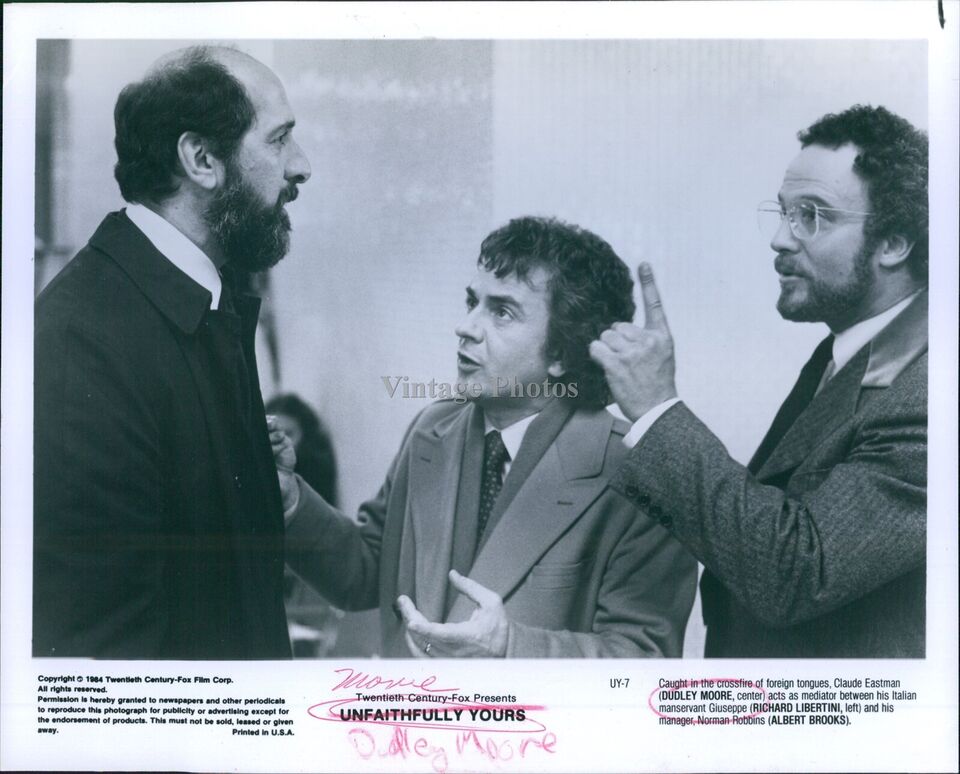 Vintage Photos
Copyright © 1984 Twentieth Century-Fox Film Corp.
All rights reserved.
Permission is hereby granted to newspapers and other periodicals
to reproduce this photograph for publicity or advertising except for
the endorsement of products. This must not be sold, leased or given
away.
Printed in U.S.A.
Movie
Twentieth Century-Fox Presents
UNFAITHFULLY YOURS
Dudley Moore
UY-7
Caught in the crossfire of foreign tongues, Claude Eastman
(DUDLEY MOORE, center) acts as mediator between his Italian
manservant Giuseppe (RICHARD LIBERTINI, left) and his
manager, Norman Robbins (ALBERT BROOKS).